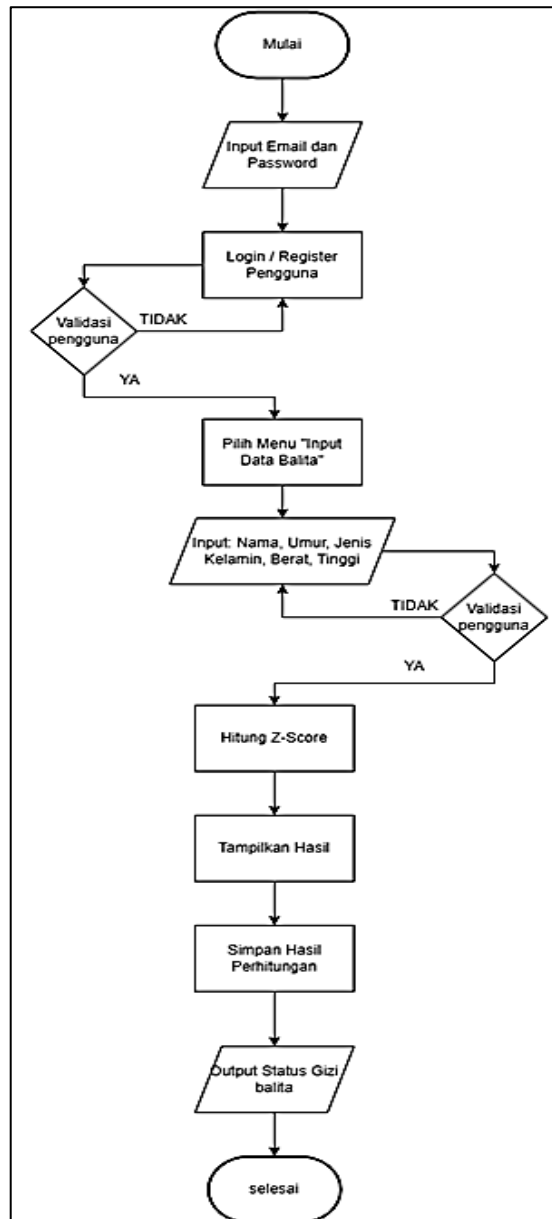 Mulai
Input Email dan
Password
Login / Register
Pengguna
Validasi
pengguna
TIDAK
YA
Pilih Menu "Input
Data Balita"
Input: Nama, Umur, Jenis
Kelamin, Berat, Tinggi
TIDAK
Validasi
pengguna
YA
Hitung Z-Score
Tampilkan Hasil
Simpan Hasil
Perhitungan
Output Status Gizi
balita
selesai